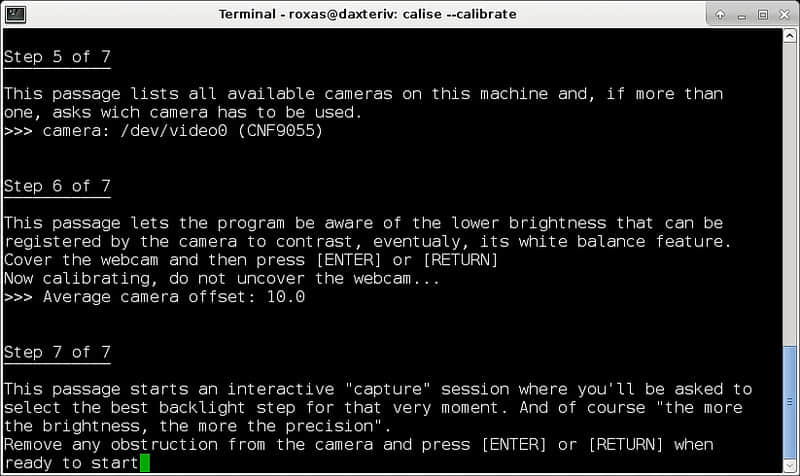 Terminal - roxas@daxteriv: calise --calibrate
Step 5 of 7
This passage lists all available cameras on this machine and, if more than
one, asks wich camera has to be used.
>>> camera: /dev/video0 (CNF9055)
Step 6 of 7
This passage lets the program be aware of the lower brightness that can be
registered by the camera to contrast, eventualy, its white balance feature.
Cover the webcam and then press [ENTER] or [RETURN]
Now calibrating, do not uncover the webcam...
>>> Average camera offset: 10.0
Step 7 of 7
This passage starts an interactive "capture" session where you'll be asked to
select the best backlight step for that very moment. And of course "the more
the brightness, the more the precision".
Remove any obstruction from the camera and press [ENTER] or [RETURN] when
ready to start